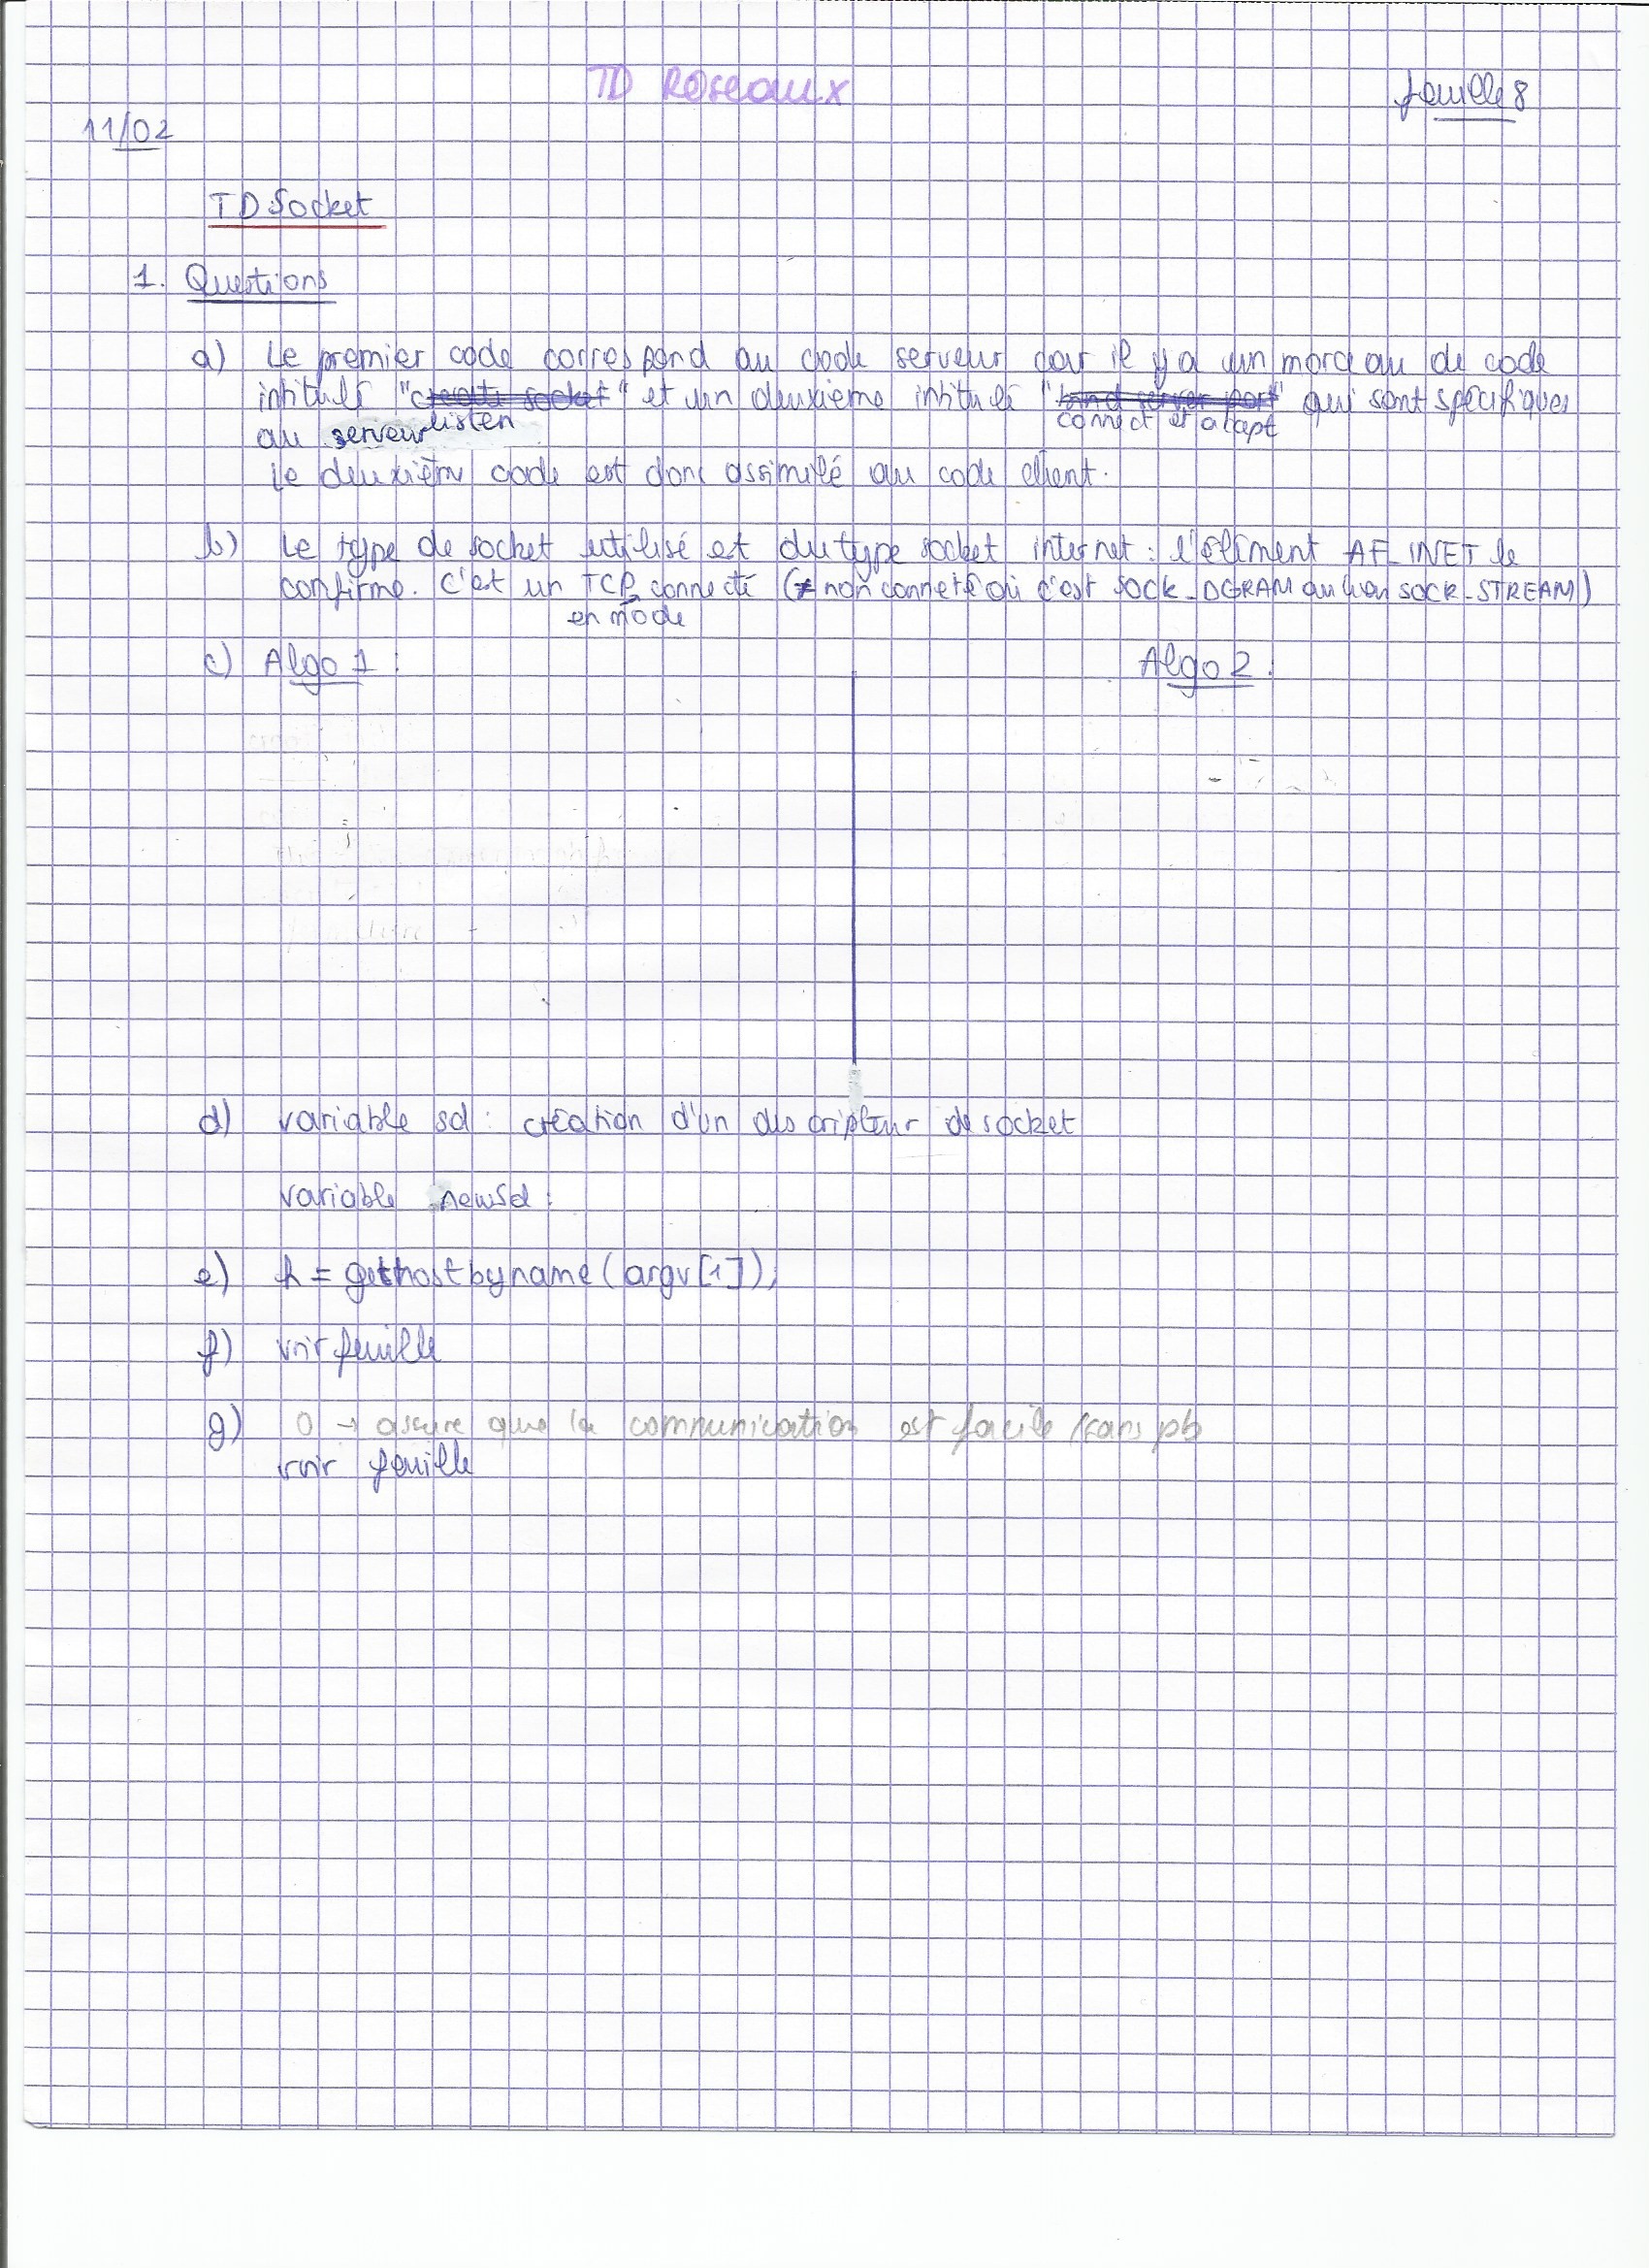 TD Réseaux
feuille 8
11/02
TD Socket
1. Questions
a) Le premier code correspond au code serveur car il y a un morceau de code
intitulé "create socket" et un deuxième intitulé "bind server port" qui sont spécifiques
listen
connect et accept
au serveur
Le deuxième code est donc assimilé au code client.
b) Le type de socket utilisé est du type socket internet : l'élément AF_INET le
confirme. C'est un TCP connecté (≠ non connecté où c'est SOCK_DGRAM au lieu SOCK_STREAM)
en mode
c) Algo 1 :
Algo 2 :
d) variable sd : création d'un descripteur de socket
variable newSd :
e) h = gethostbyname (argv[1]);
f) voir feuille
g) 0 → assure que la communication est facile / sans pb
voir feuille